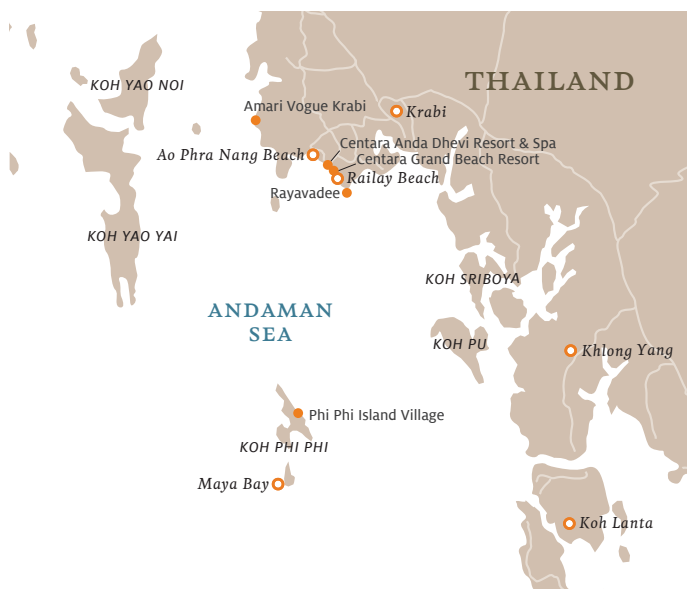 THAILAND
KOH YAO NOI
Amari Vogue Krabi
Krabi
Centara Anda Dhevi Resort & Spa
Ao Phra Nang Beach
Centara Grand Beach Resort
Railay Beach
Rayavadee
KOH YAO YAI
KOH SRIBOYA
ANDAMAN
SEA
KOH PU
Khlong Yang
Phi Phi Island Village
KOH PHI PHI
Maya Bay
Koh Lanta